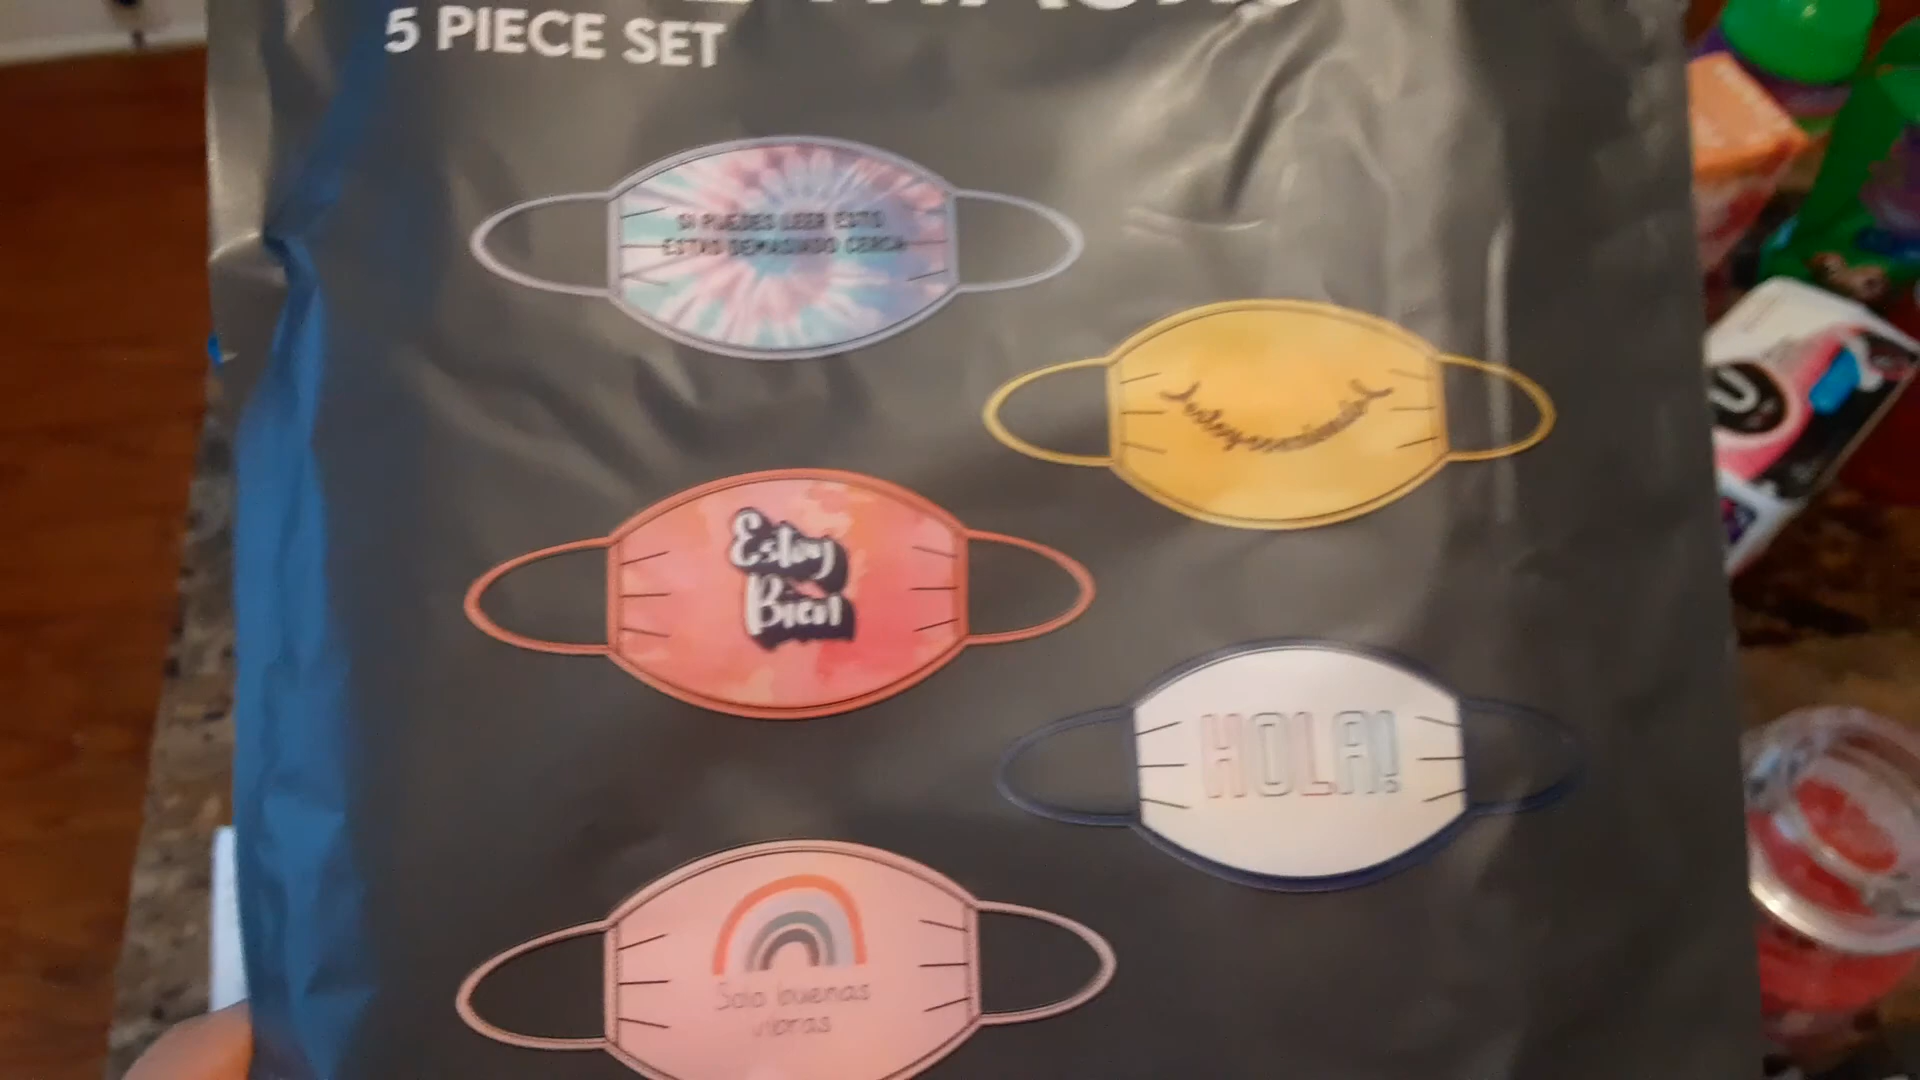 5 PIECE SET
SI PUEDES LEER ESTO
ESTAS DEMASIADO CERCA
Estoy
Bien
HOLA!
Solo buenas
vibras